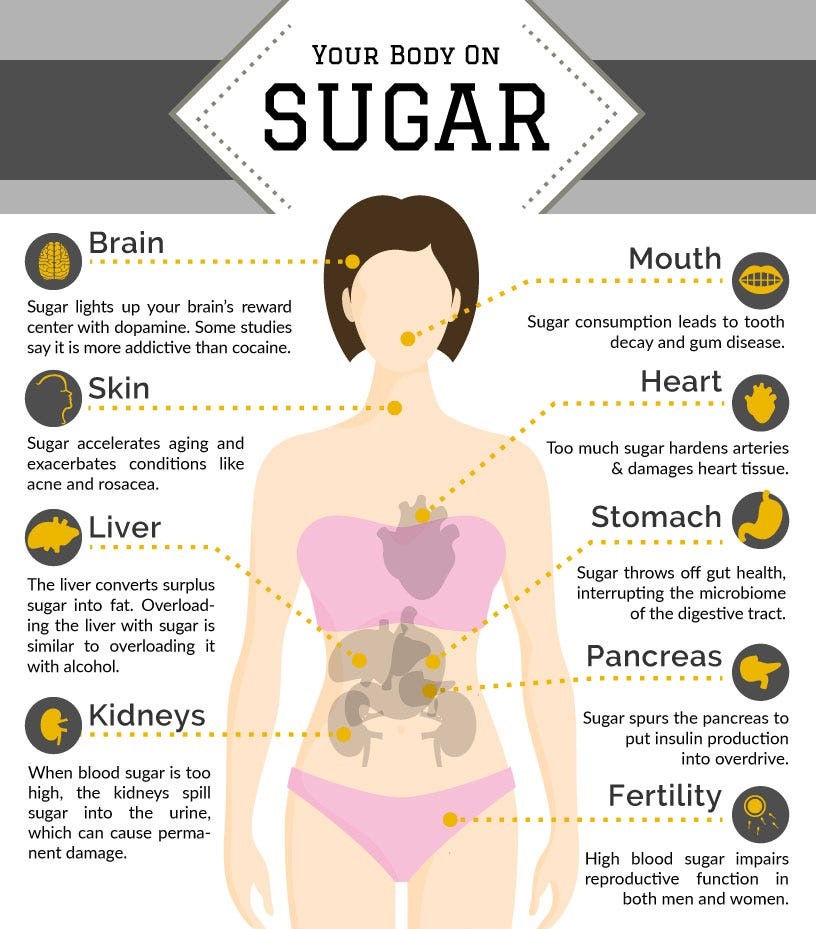 Your Body On
SUGAR
Brain
Sugar lights up your brain's reward
center with dopamine. Some studies
say it is more addictive than cocaine.
Skin
Sugar accelerates aging and
exacerbates conditions like
acne and rosacea.
Liver
The liver converts surplus
sugar into fat. Overload-
ing the liver with sugar is
similar to overloading it
with alcohol.
Kidneys
When blood sugar is too
high, the kidneys spill
sugar into the urine,
which can cause perma-
nent damage.
Mouth
Sugar consumption leads to tooth
decay and gum disease.
Heart
Too much sugar hardens arteries
& damages heart tissue.
Stomach
Sugar throws off gut health,
interrupting the microbiome
of the digestive tract.
Pancreas
Sugar spurs the pancreas to
put insulin production
into overdrive.
Fertility
High blood sugar impairs
reproductive function in
both men and women.